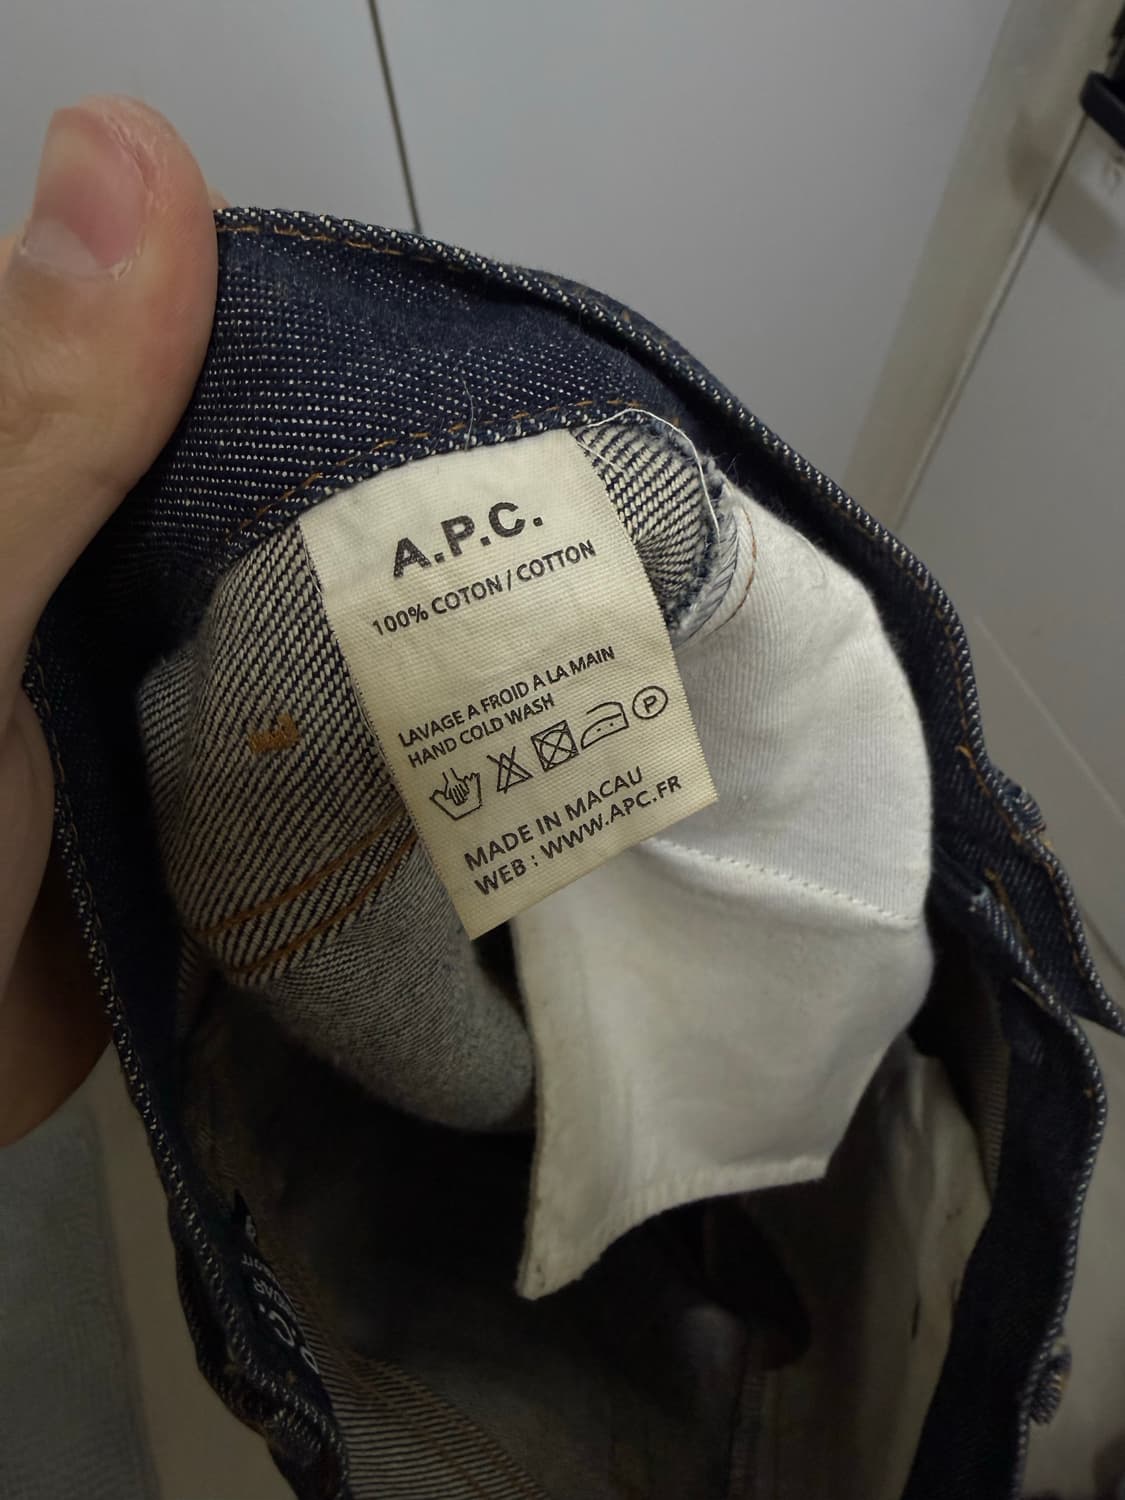 A.P.C.
100% COTON / COTTON
LAVAGE A FROID A LA MAIN
HAND COLD WASH
P
MADE IN MACAU
WEB : WWW.APC.FR